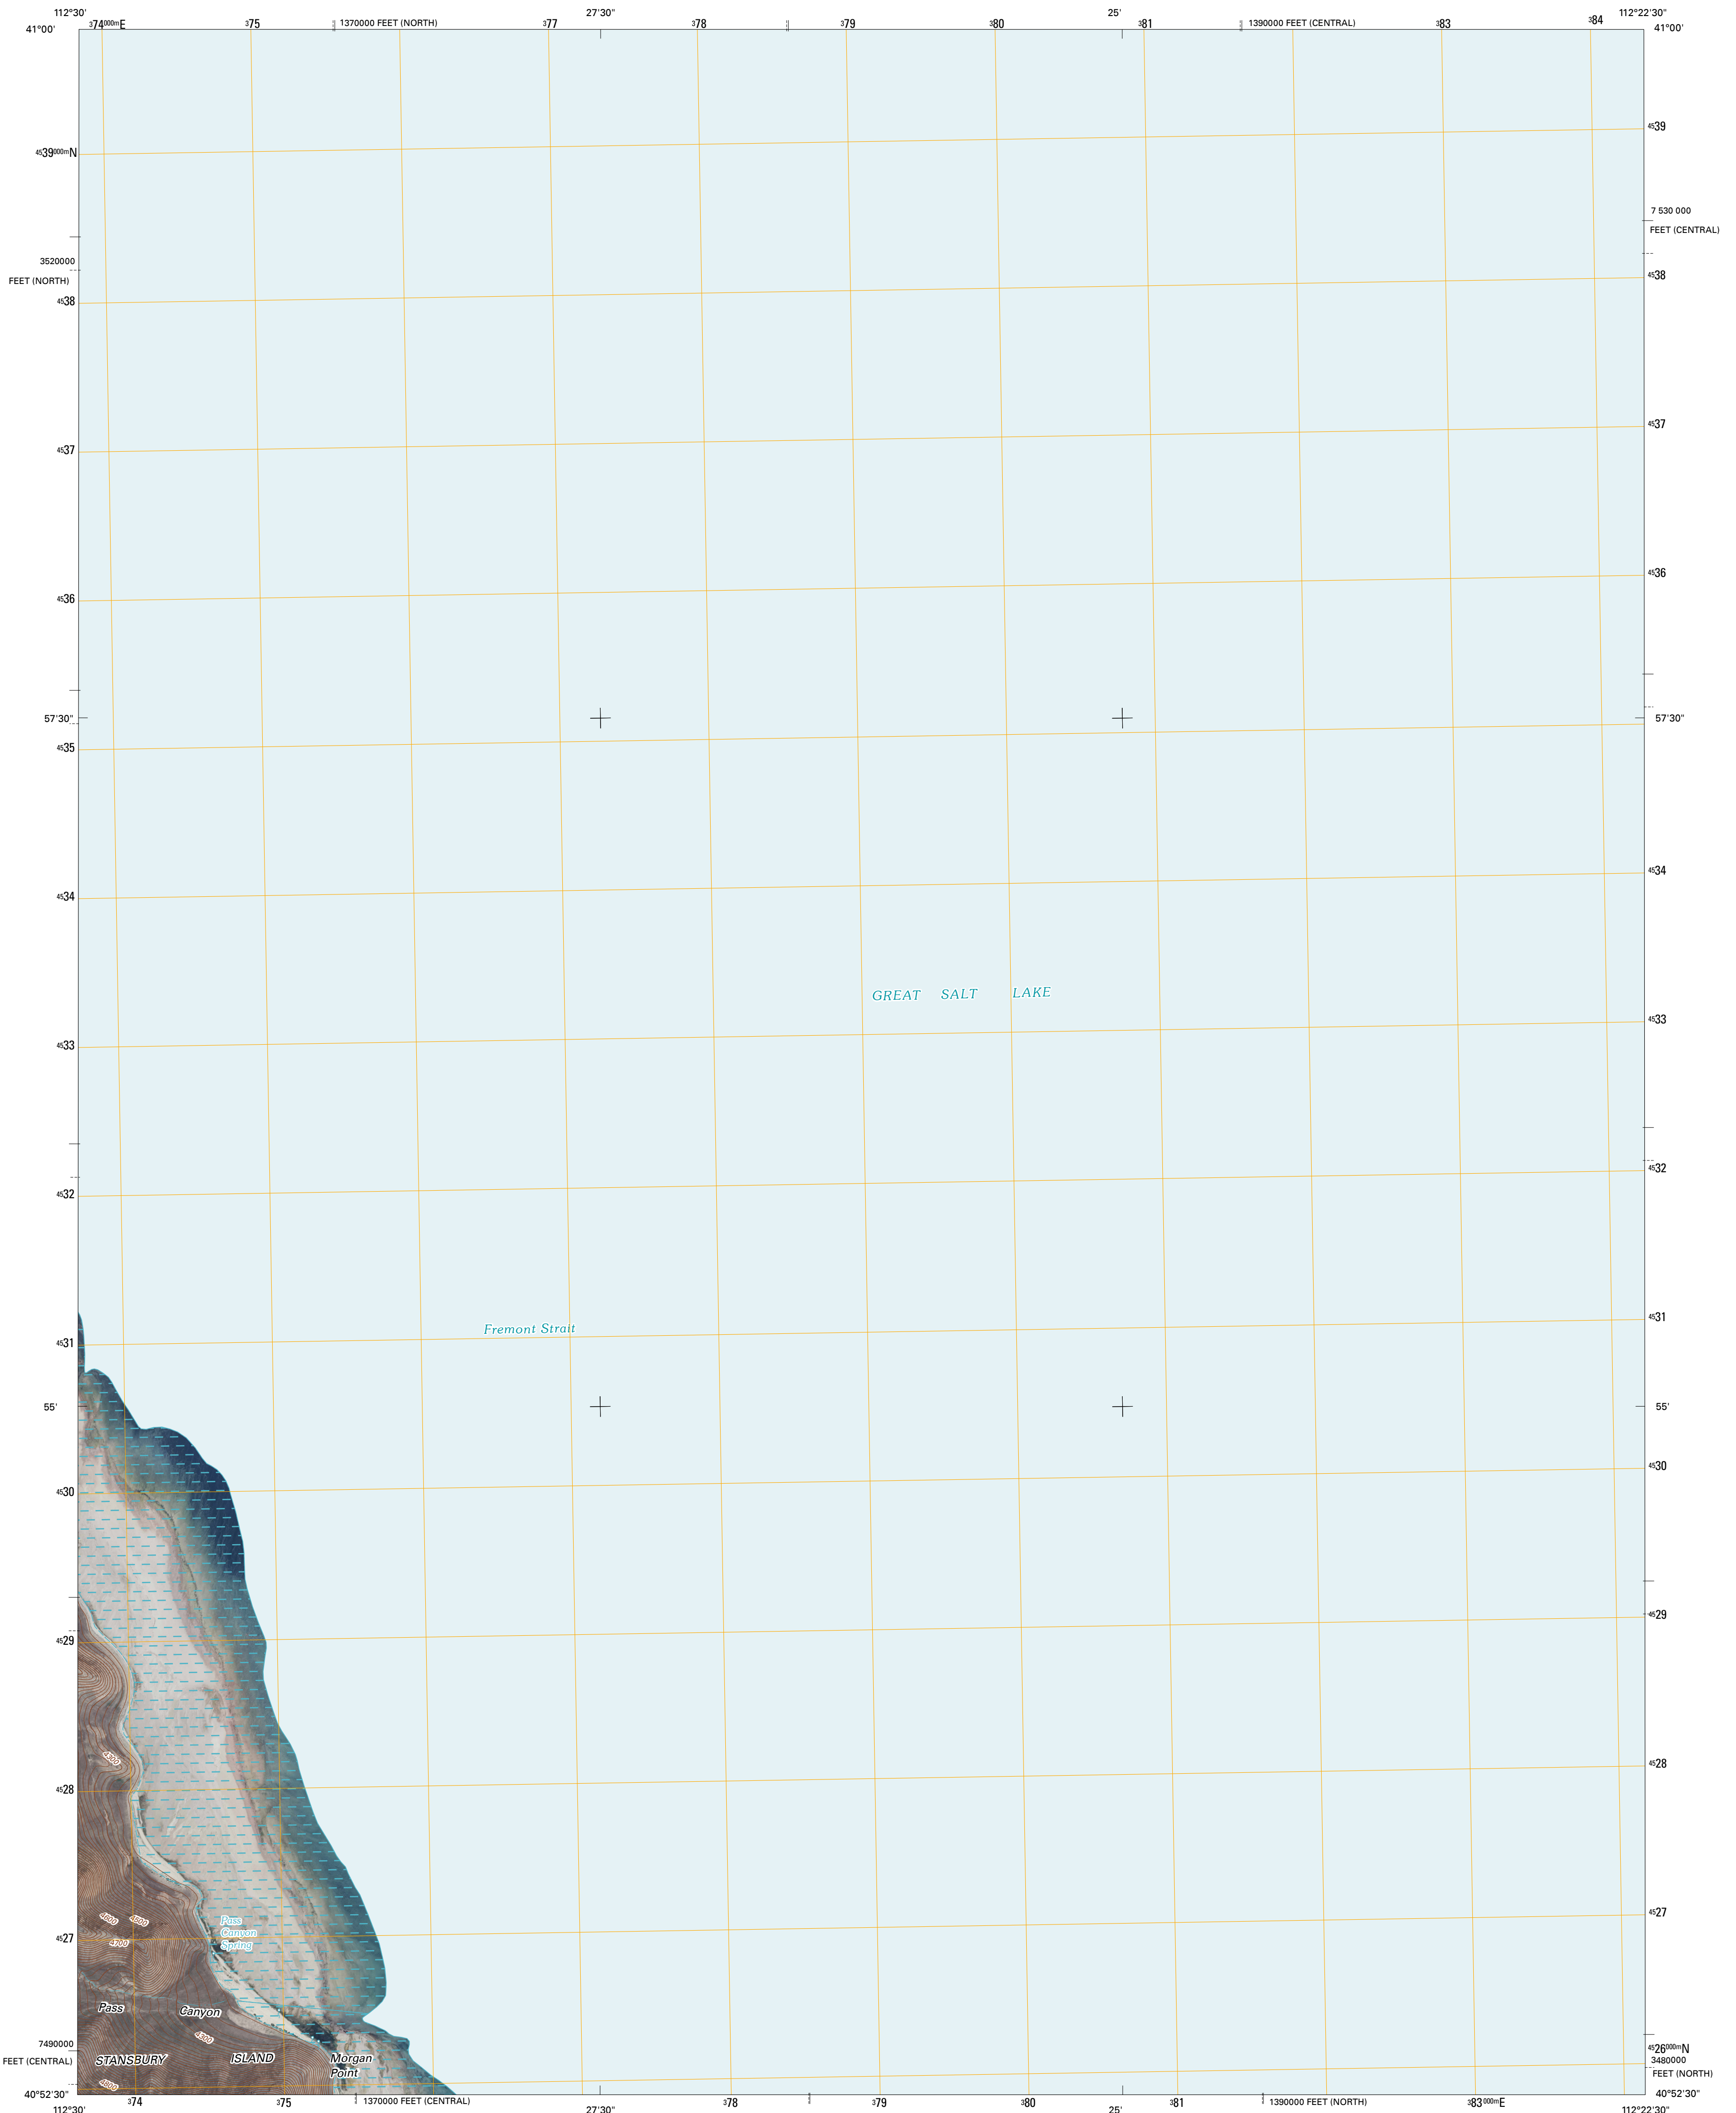 112°30' 374000mE 375 1370000 FEET (NORTH) 377 27'30" 378 379 380 25' 381 1390000 FEET (CENTRAL) 383 384 112°22'30"
41°00' 41°00'
4539
4539000mN
7 530 000
FEET (CENTRAL)
3520000
FEET (NORTH)
4538
4538
4537
4537
4536
4536
57'30" 57'30"
4535
4534
4534
GREAT SALT LAKE
4533
4533
4532
4532
4531
Fremont Strait
4531
55' 55'
4530
4530
4529
4529
4300
4528
4528
4600 4500
4527
Pass
Canyon
Spring
4527
4700
Pass Canyon
4300
7490000
FEET (CENTRAL)
4526000mN
3480000
FEET (NORTH)
STANSBURY ISLAND
Morgan
Point
4800
40°52'30" 40°52'30"
112°30' 374 375 1370000 FEET (CENTRAL) 27'30" 378 379 380 25' 381 1390000 FEET (NORTH) 383000mE 112°22'30"